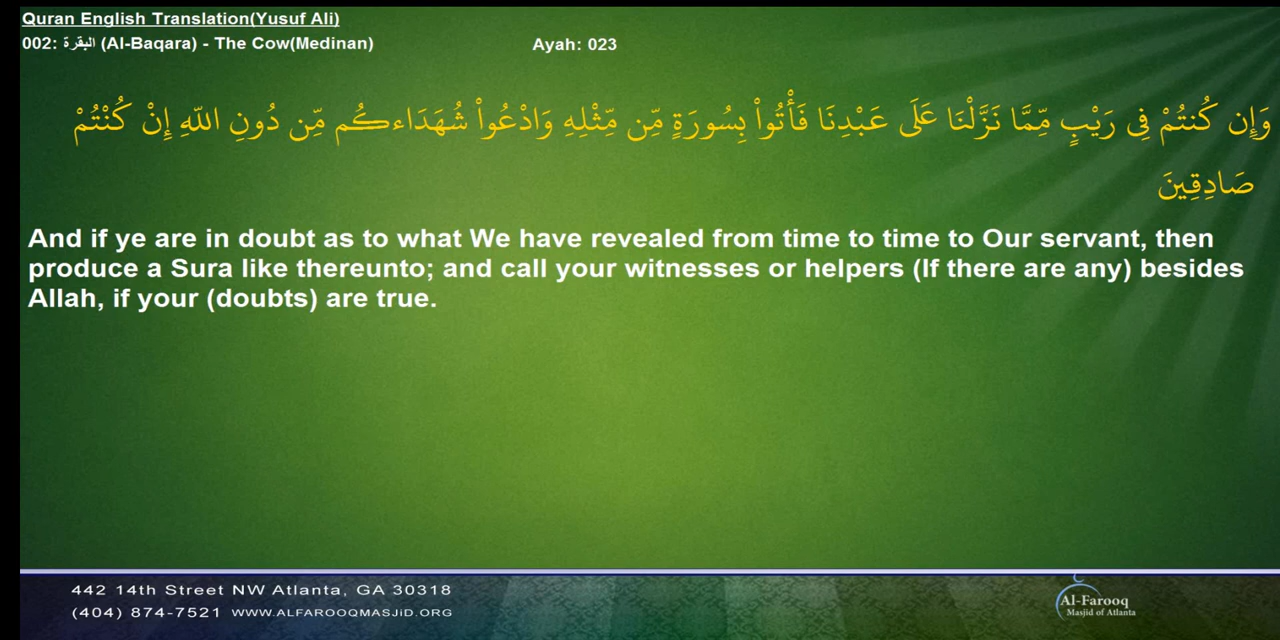 Quran English Translation(Yusuf Ali)
002: البقرة (Al-Baqara) - The Cow(Medinan)
Ayah: 023
وَإِن كُنتُمْ فِي رَيْبٍ مِّمَّا نَزَّلْنَا عَلَى عَبْدِنَا فَأْتُواْ بِسُورَةٍ مِّن مِّثْلِهِ وَادْعُواْ شُهَدَاءكُم مِّن دُونِ اللّهِ إِنْ كُنْتُمْ
صَادِقِينَ
And if ye are in doubt as to what We have revealed from time to time to Our servant, then
produce a Sura like thereunto; and call your witnesses or helpers (If there are any) besides
Allah, if your (doubts) are true.
442 14th Street NW Atlanta, GA 30318
(404) 874-7521 WWW.ALFAROOQMASJiD.ORG
Al-Farooq
Masjid of Atlanta